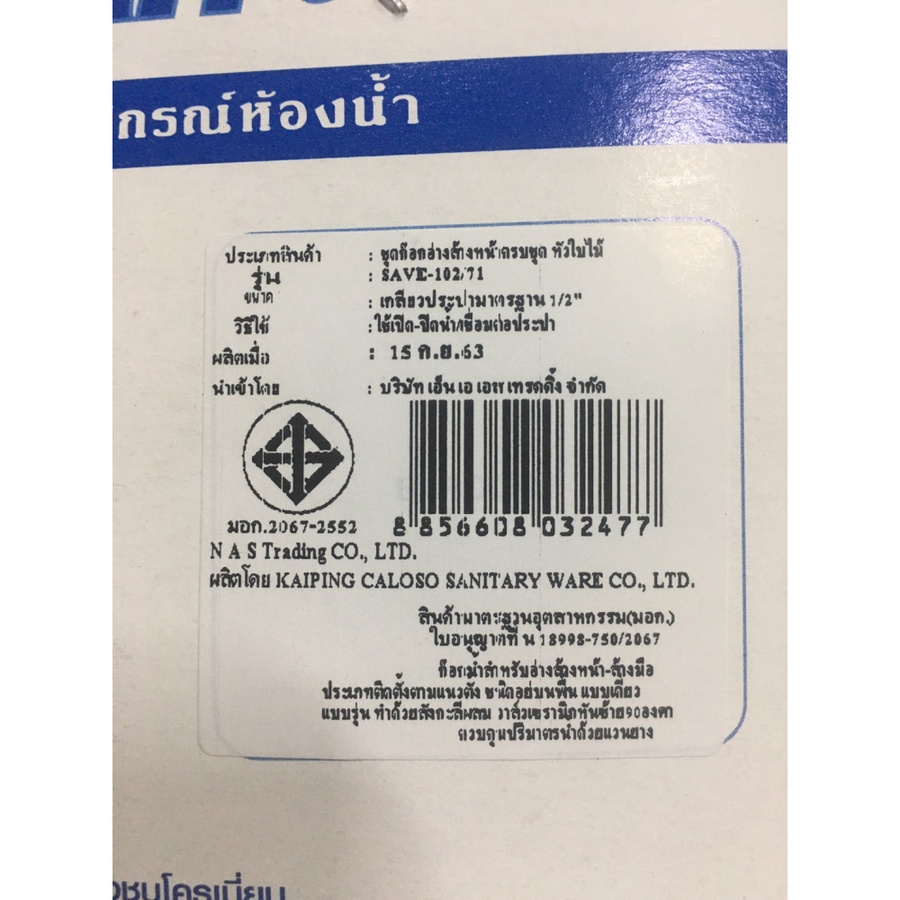 กรณ์ห้องน้ำ
ประเภทสินค้า : ชุดก๊อกอ่างล้างหน้าครบชุด หัวใบไม้
รุ่น : SAVE-102/71
ขนาด : เกลียวประปามาตรฐาน 1/2"
วิธีใช้ : ใช้เปิด-ปิดน้ำเชื่อมต่อประปา
ผลิตเมื่อ : 15 ก.ย.63
นำเข้าโดย : บริษัท เอ็น เอ เอส เทรดดิ้ง จำกัด
มอก.2067-2552
8 856608 032477
N A S Trading CO., LTD.
ผลิตโดย KAIPING CALOSO SANITARY WARE CO., LTD.
สินค้ามาตรฐานอุตสาหกรรม(มอก.)
ใบอนุญาตที่ น 18998-750/2067
ก๊อกน้ำสำหรับอ่างล้างหน้า-ล้างมือ
ประเภทติดตั้งตามแนวตั้ง ชนิดอยู่บนพื้น แบบเดี่ยว
แบบรุ่น ทำด้วยสังกะสีผสม วาล์วเซรามิกหันซ้าย90องศา
ควบคุมปริมาตรน้ำด้วยแวนยาง
วชุบโครเมี่ยม